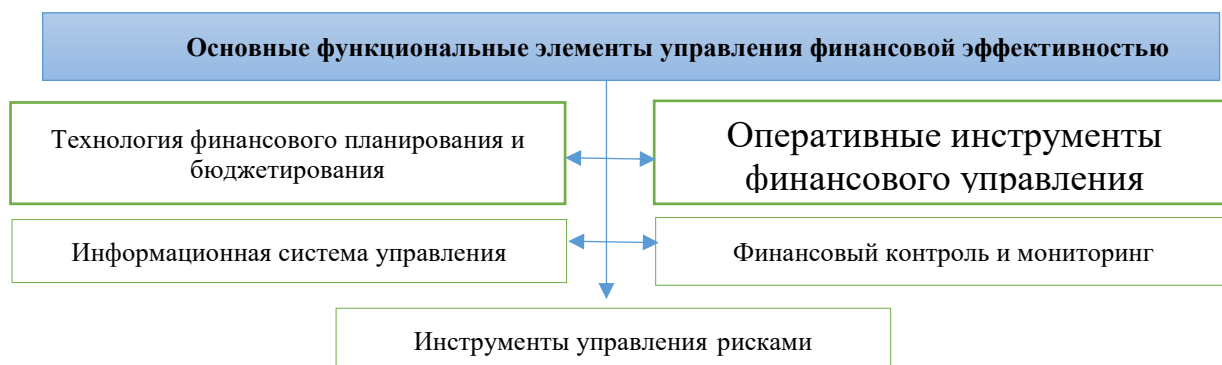 Основные функциональные элементы управления финансовой эффективностью
Технология финансового планирования и
бюджетирования
Оперативные инструменты
финансового управления
Информационная система управления
Финансовый контроль и мониторинг
Инструменты управления рисками